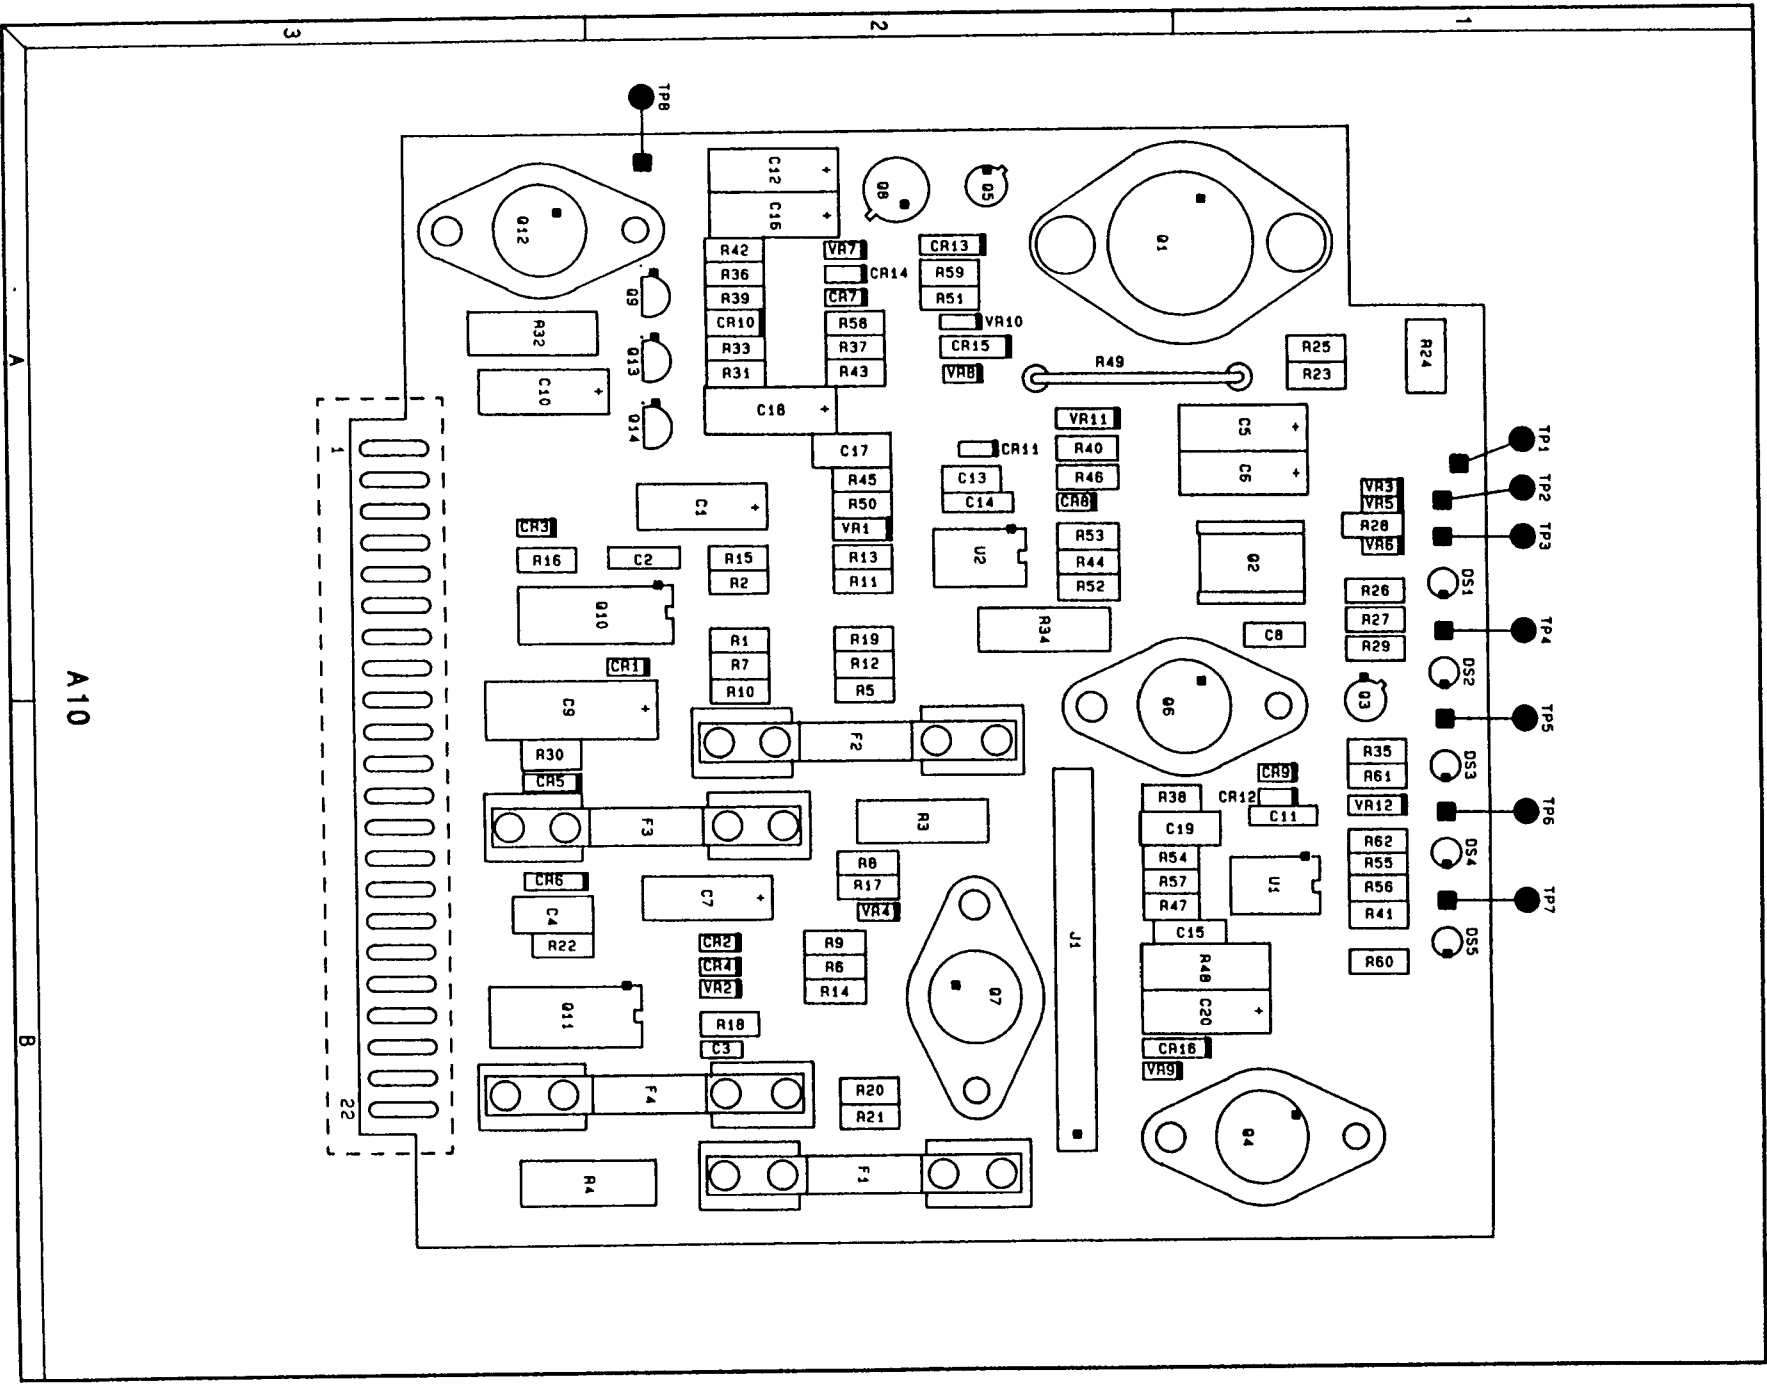 3
2
1
TP8
C12
+
C16
+
Q8
Q5
Q12
Q1
R42
VR7
CR13
R36
CR14
R59
Q9
R39
CR7
R51
R32
CR10
R58
VR10
R33
R37
CR15
R25
R24
Q13
R31
R43
VR8
R49
R23
A
C10
+
Q14
C18
+
VR11
C5
+
TP1
1
C17
CR11
R40
C6
+
R45
C13
R46
VR3
TP2
C1
+
R50
C14
CR8
VR5
CR3
VR1
R28
TP3
R53
VR6
R16
C2
R15
R13
U2
R44
Q2
R2
R11
R52
DS1
R26
Q10
R27
TP4
R34
C8
R1
R19
R29
CR1
R7
R12
DS2
A10
R10
R5
Q3
C9
+
Q6
TP5
R30
F2
R35
CR5
CR9
R61
DS3
R38
CR12
VR12
TP6
F3
R3
C19
C11
R62
R8
R54
R55
DS4
CR6
R17
R57
U1
R56
C7
+
VR4
R47
R41
TP7
C4
C15
R22
CR2
R9
J1
DS5
CR4
R6
R48
R60
VR2
R14
Q7
Q11
C20
+
R18
C3
CR16
B
VR9
F4
R20
22
R21
Q4
R4
F1